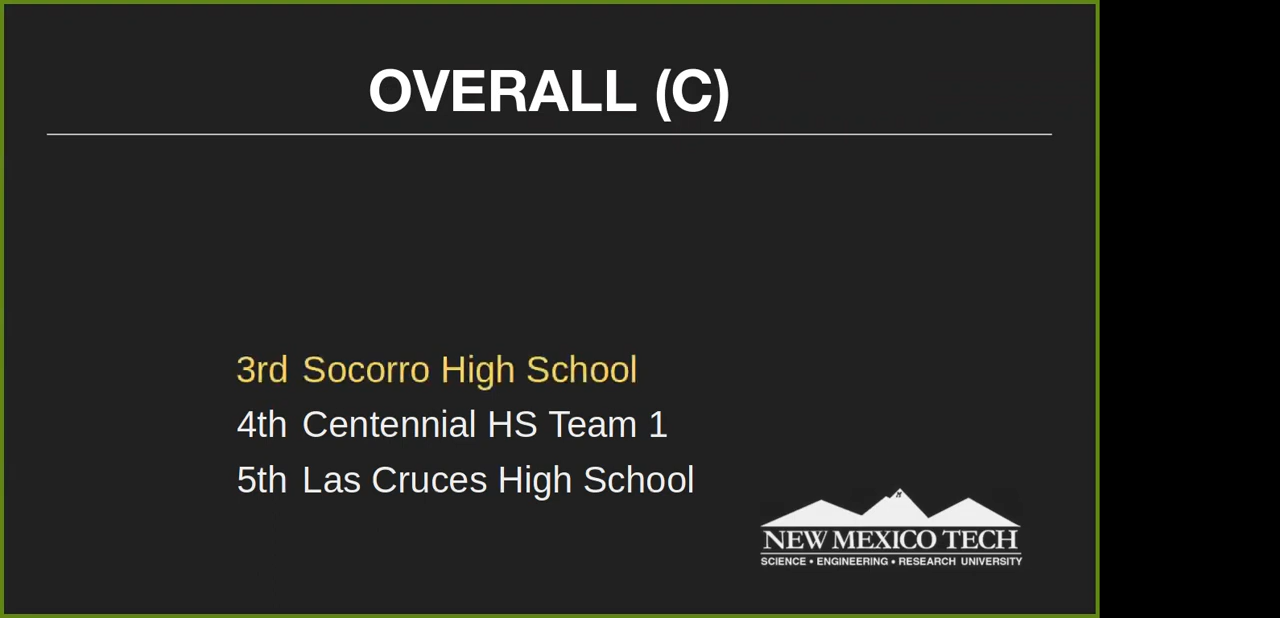 OVERALL (C)
3rd Socorro High School
4th Centennial HS Team 1
5th Las Cruces High School
NEW MEXICO TECH
SCIENCE • ENGINEERING • RESEARCH UNIVERSITY